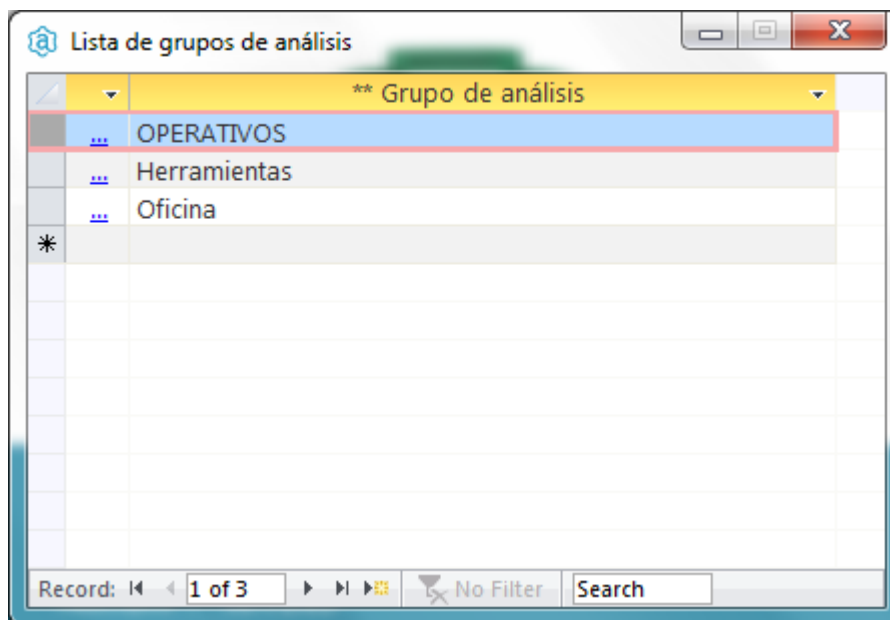 Lista de grupos de análisis
** Grupo de análisis
... OPERATIVOS
... Herramientas
... Oficina
Record: 1 of 3 No Filter Search